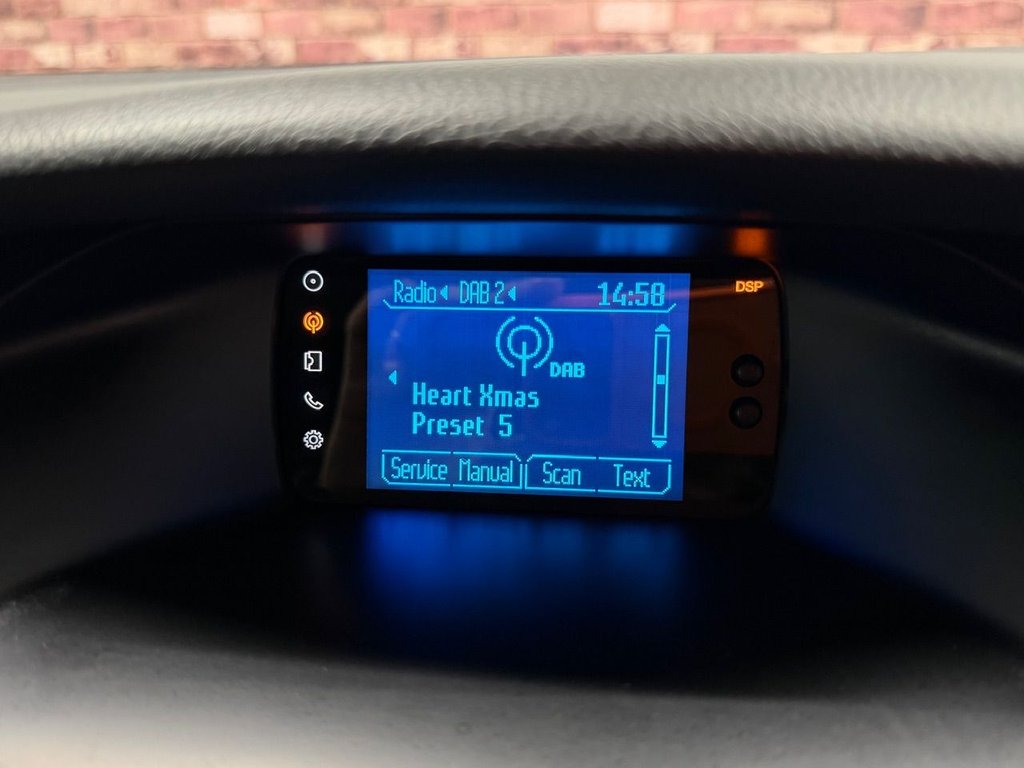 Radio DAB 2 14:58
DSP
DAB
Heart Xmas
Preset 5
Service Manual Scan Text